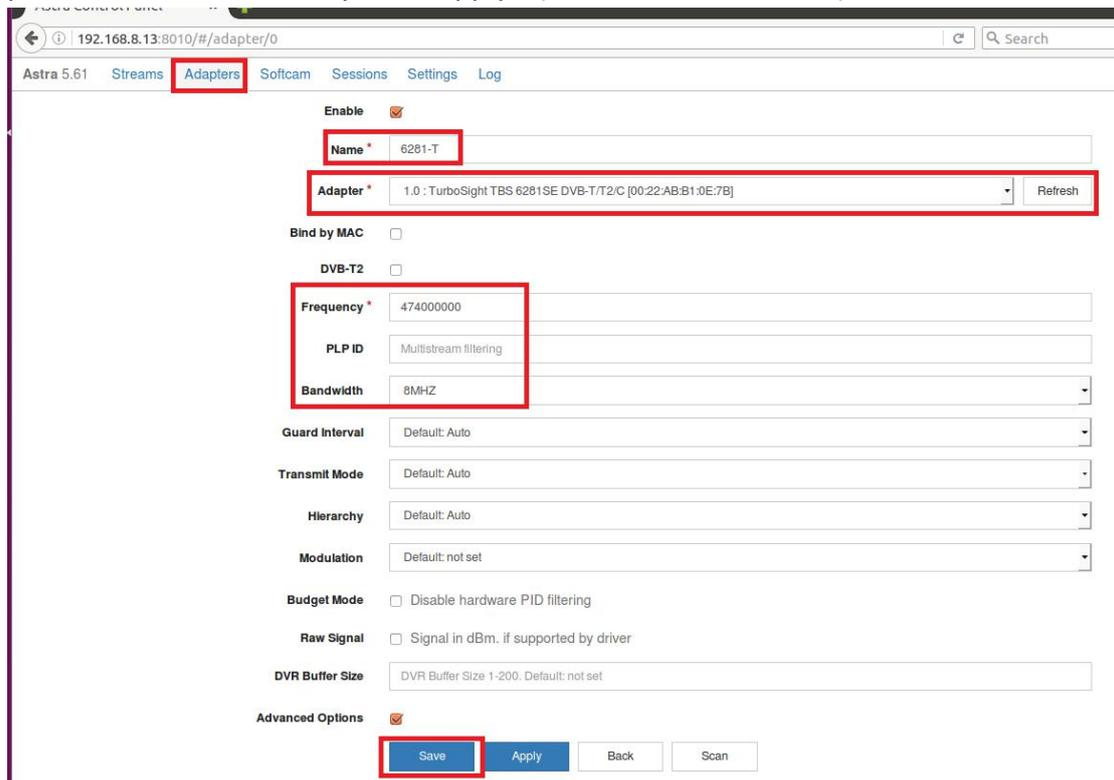 Astra Control Panel
192.168.8.13:8010/#/adapter/0 Search
Astra 5.61 Streams Adapters Softcam Sessions Settings Log
Enable
Name * 6281-T
Adapter * 1.0 : TurboSight TBS 6281SE DVB-T/T2/C [00:22:AB:B1:0E:7B] Refresh
Bind by MAC
DVB-T2
Frequency * 474000000
PLP ID Multistream filtering
Bandwidth 8MHZ
Guard Interval Default: Auto
Transmit Mode Default: Auto
Hierarchy Default: Auto
Modulation Default: not set
Budget Mode Disable hardware PID filtering
Raw Signal Signal in dBm. if supported by driver
DVR Buffer Size DVR Buffer Size 1-200. Default: not set
Advanced Options
Save Apply Back Scan